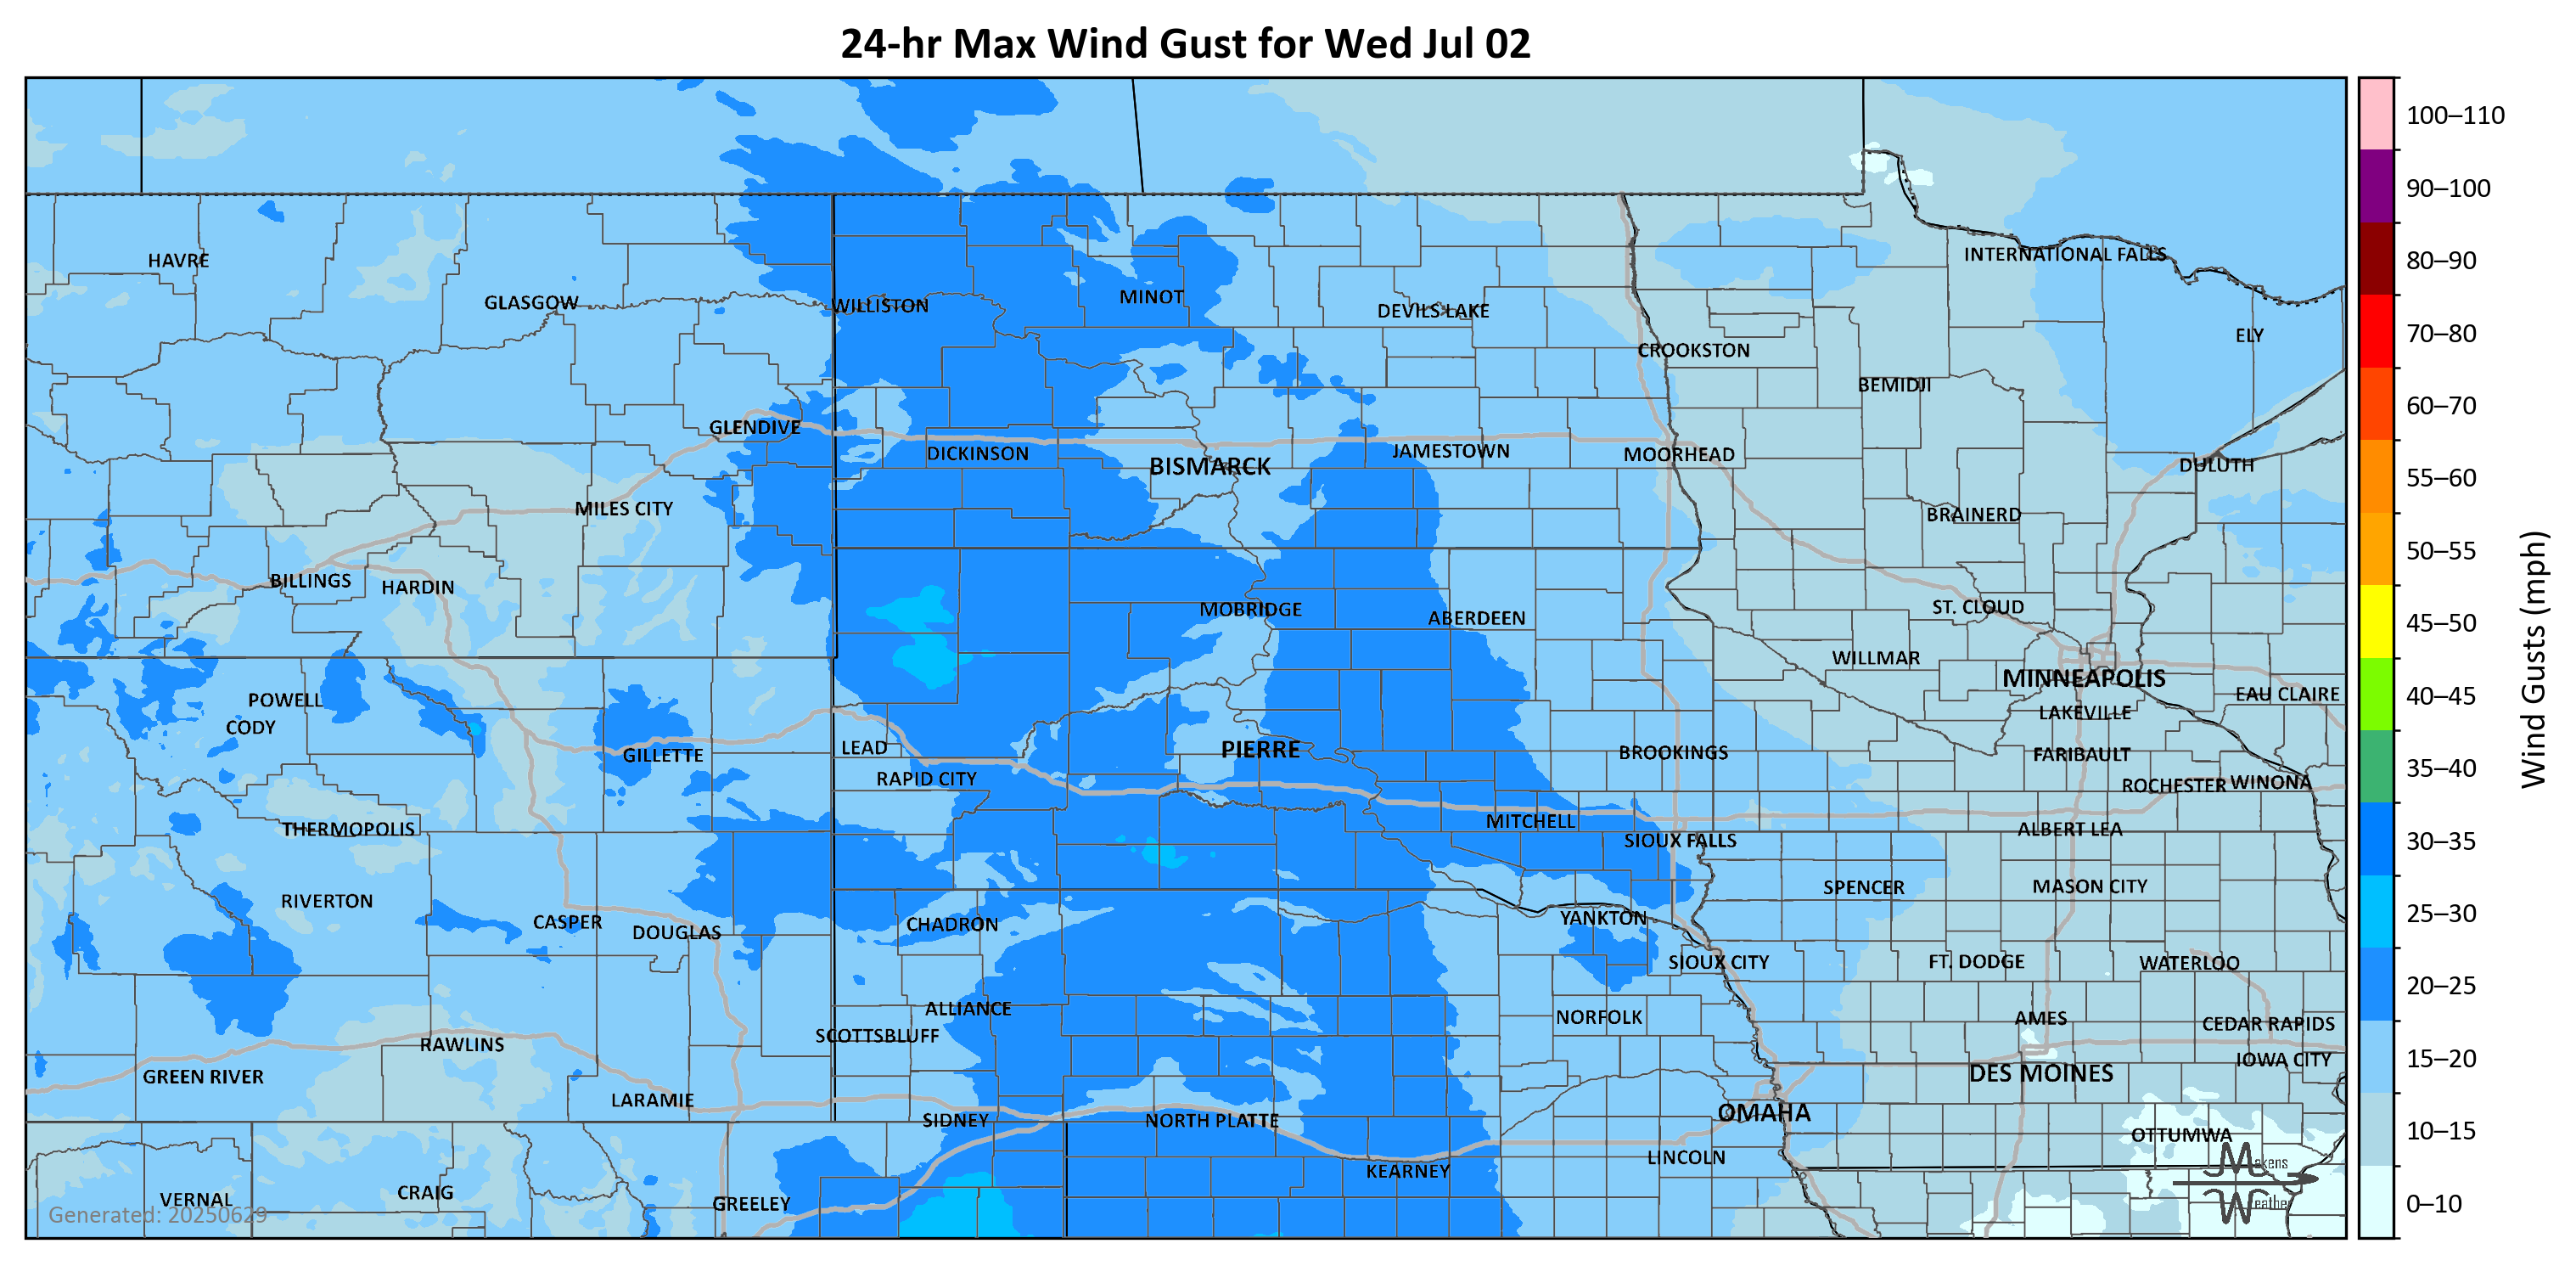 24-hr Max Wind Gust for Wed Jul 02
100–110
90–100
80–90
70–80
60–70
55–60
50–55
45–50
40–45
35–40
30–35
25–30
20–25
15–20
10–15
0–10
Wind Gusts (mph)
HAVRE
GLASGOW
WILLISTON
MINOT
DEVILS LAKE
INTERNATIONAL FALLS
CROOKSTON
ELY
BEMIDJI
GLENDIVE
DICKINSON
BISMARCK
JAMESTOWN
MOORHEAD
DULUTH
MILES CITY
BRAINERD
BILLINGS
HARDIN
MOBRIDGE
ABERDEEN
ST. CLOUD
WILLMAR
MINNEAPOLIS
EAU CLAIRE
POWELL
CODY
LAKEVILLE
GILLETTE
LEAD
PIERRE
BROOKINGS
FARIBAULT
RAPID CITY
ROCHESTER
WINONA
THERMOPOLIS
MITCHELL
SIOUX FALLS
ALBERT LEA
RIVERTON
SPENCER
MASON CITY
CASPER
DOUGLAS
CHADRON
YANKTON
SIOUX CITY
FT. DODGE
WATERLOO
ALLIANCE
SCOTTSBLUFF
NORFOLK
AMES
CEDAR RAPIDS
RAWLINS
IOWA CITY
GREEN RIVER
DES MOINES
LARAMIE
SIDNEY
NORTH PLATTE
OMAHA
OTTUMWA
KEARNEY
LINCOLN
VERNAL
CRAIG
GREELEY
Generated: 20250629
Makens
Weather